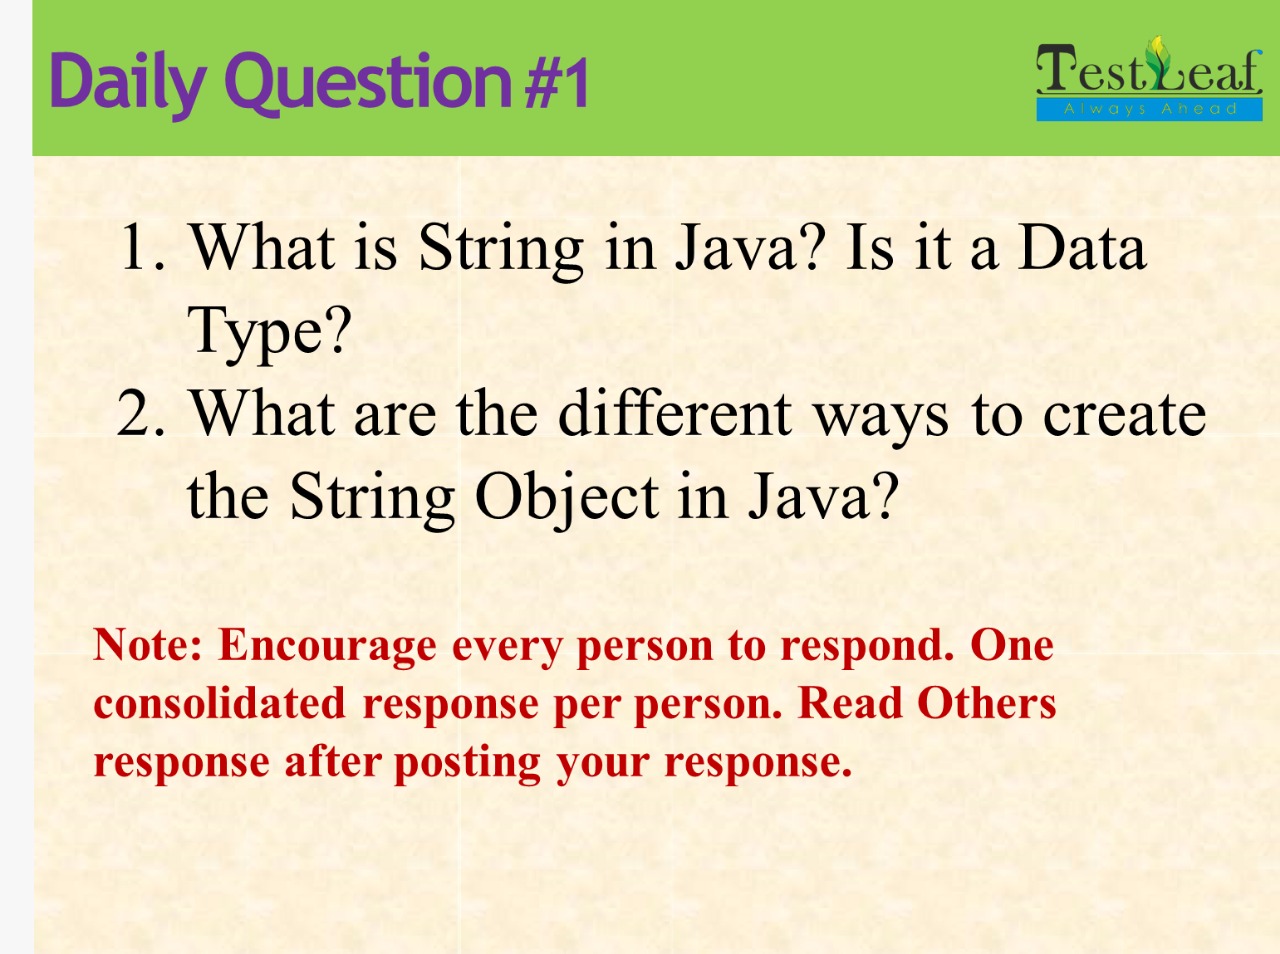 Daily Question #1
TestLeaf
Always Ahead
1. What is String in Java? Is it a Data
Type?
2. What are the different ways to create
the String Object in Java?
Note: Encourage every person to respond. One
consolidated response per person. Read Others
response after posting your response.